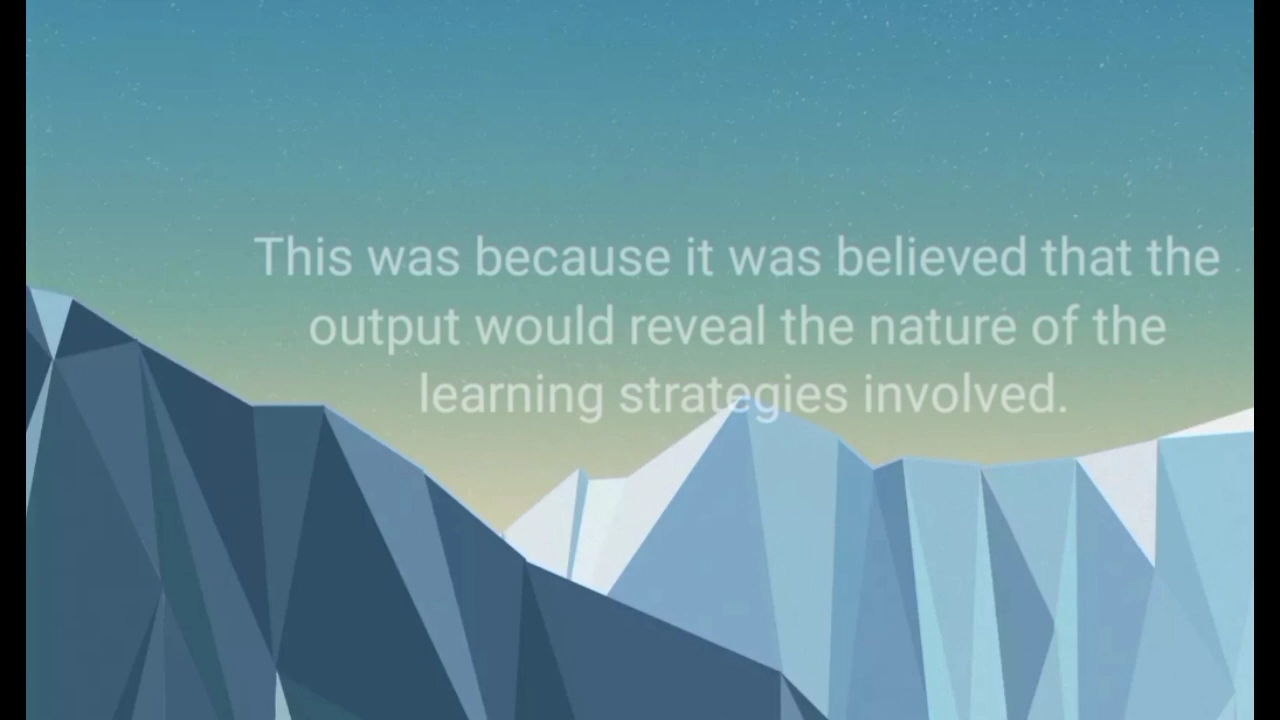 This was because it was believed that the
output would reveal the nature of the
learning strategies involved.